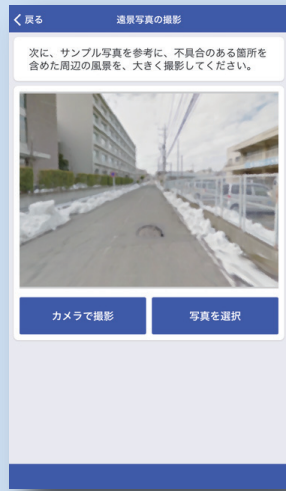 戻る 遠景写真の撮影
次に、サンプル写真を参考に、不具合のある箇所を
含めた周辺の風景を、大きく撮影してください。
カメラで撮影 写真を選択